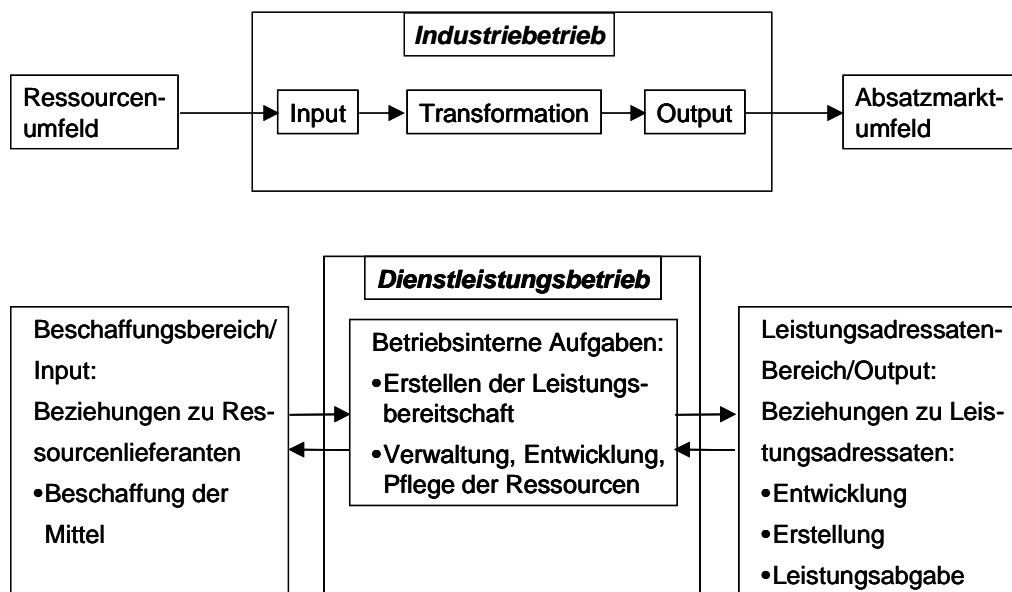 Industriebetrieb
Ressourcen-
umfeld
Input
Transformation
Output
Absatzmarkt-
umfeld
Dienstleistungsbetrieb
Beschaffungsbereich/
Input:
Beziehungen zu Res-
sourcenlieferanten
•Beschaffung der
Mittel
Betriebsinterne Aufgaben:
•Erstellen der Leistungs-
bereitschaft
•Verwaltung, Entwicklung,
Pflege der Ressourcen
Leistungsadressaten-
Bereich/Output:
Beziehungen zu Leis-
tungsadressaten:
•Entwicklung
•Erstellung
•Leistungsabgabe